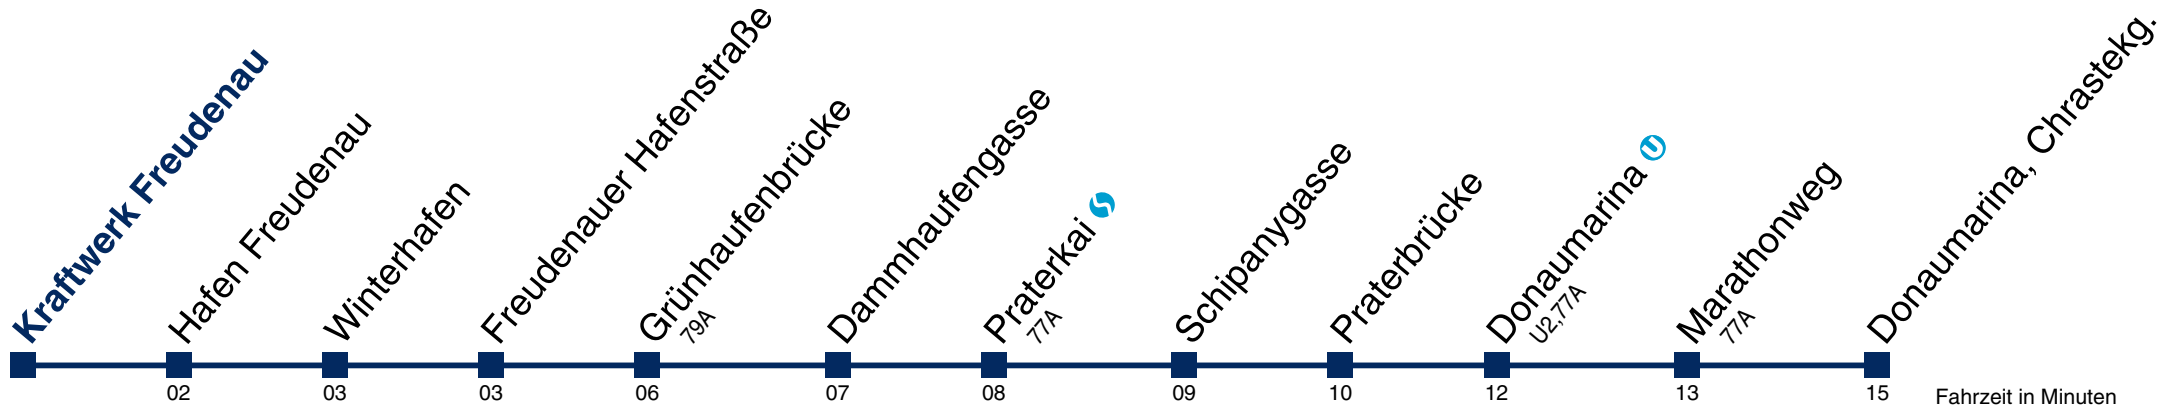 Kraftwerk Freudenau
Hafen Freudenau
02
Winterhafen
03
Freudenauer Hafenstraße
03
Grünhaufenbrücke
79A
06
Dammhaufengasse
07
Praterkai
77A
08
Schipanygasse
09
Praterbrücke
10
Donaumarina U
U2,77A
12
Marathonweg
77A
13
Donaumarina, Chrastekg.
15
Fahrzeit in Minuten